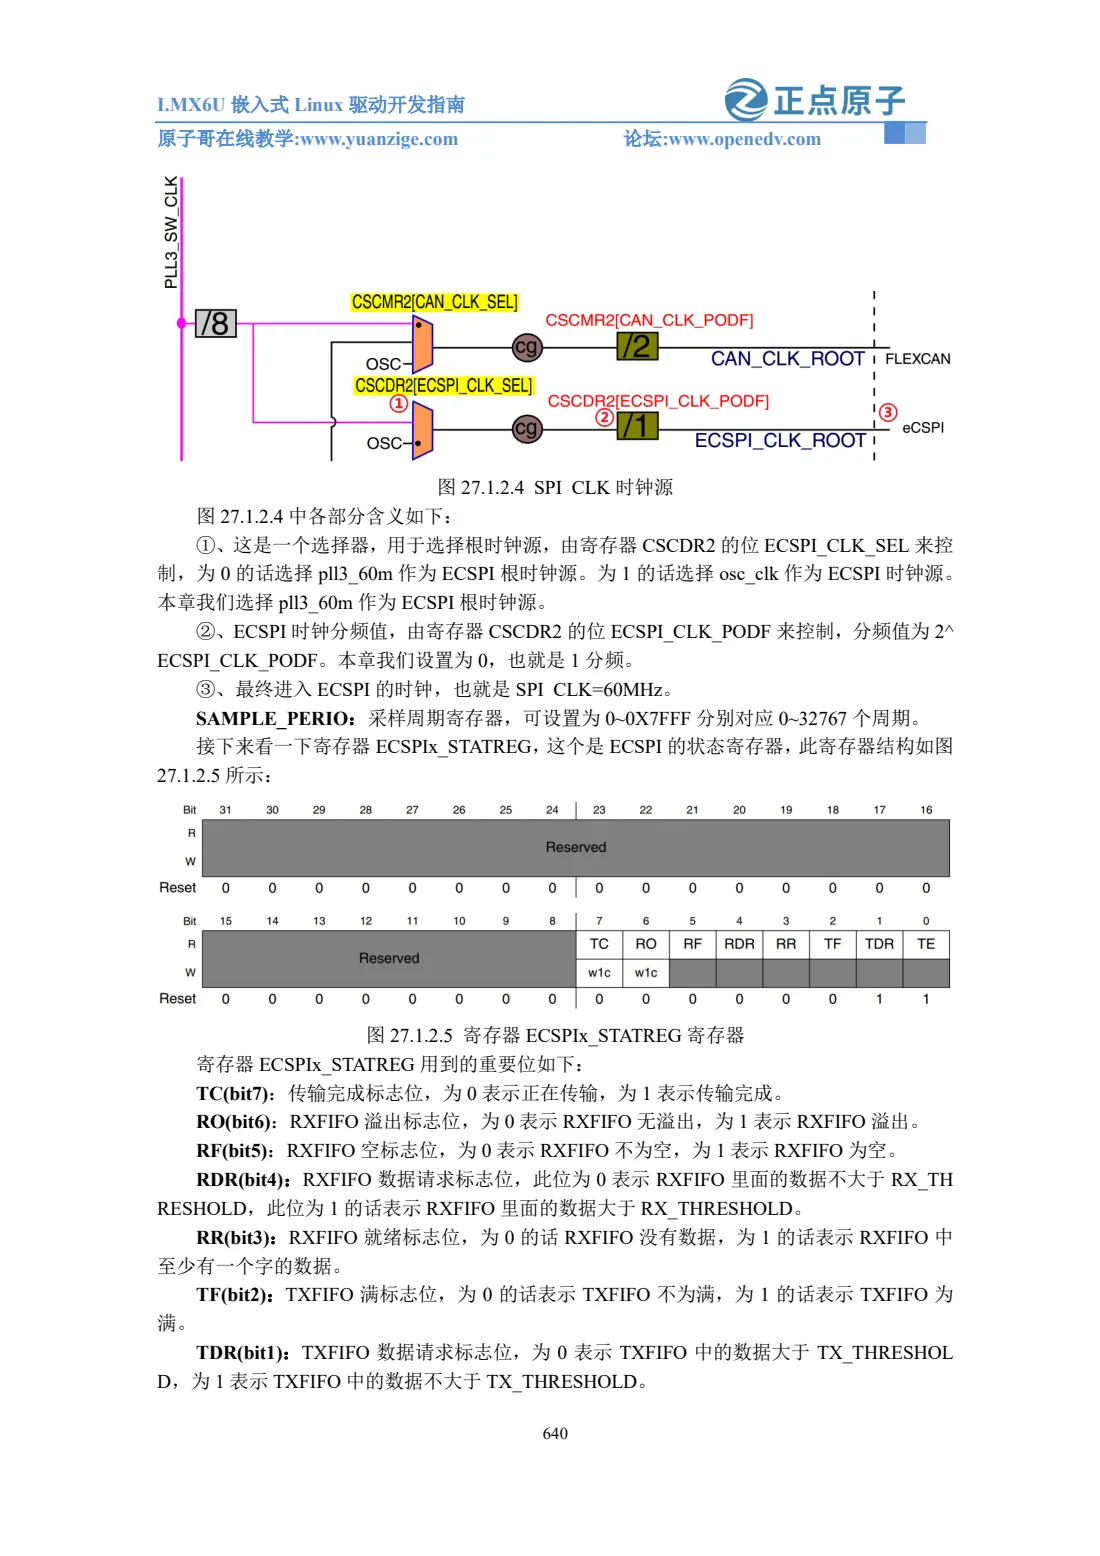 I.MX6U 嵌入式 Linux 驱动开发指南
正点原子
原子哥在线教学:www.yuanzige.com 论坛:www.openedv.com
PLL3_SW_CLK
/8
CSCMR2[CAN_CLK_SEL]
CSCMR2[CAN_CLK_PODF]
cg
/2
OSC
CAN_CLK_ROOT
FLEXCAN
CSCDR2[ECSPI_CLK_SEL]
①
CSCDR2[ECSPI_CLK_PODF]
②
③
cg
/1
eCSPI
OSC
ECSPI_CLK_ROOT
图 27.1.2.4 SPI CLK 时钟源
图 27.1.2.4 中各部分含义如下：
①、这是一个选择器，用于选择根时钟源，由寄存器 CSCDR2 的位 ECSPI_CLK_SEL 来控
制，为 0 的话选择 pll3_60m 作为 ECSPI 根时钟源。为 1 的话选择 osc_clk 作为 ECSPI 时钟源。
本章我们选择 pll3_60m 作为 ECSPI 根时钟源。
②、ECSPI 时钟分频值，由寄存器 CSCDR2 的位 ECSPI_CLK_PODF 来控制，分频值为 2^
ECSPI_CLK_PODF。本章我们设置为 0，也就是 1 分频。
③、最终进入 ECSPI 的时钟，也就是 SPI CLK=60MHz。
SAMPLE_PERIO：采样周期寄存器，可设置为 0~0X7FFF 分别对应 0~32767 个周期。
接下来看一下寄存器 ECSPIx_STATREG，这个是 ECSPI 的状态寄存器，此寄存器结构如图
27.1.2.5 所示：
Bit 31 30 29 28 27 26 25 24 23 22 21 20 19 18 17 16
R
Reserved
W
Reset 0 0 0 0 0 0 0 0 0 0 0 0 0 0 0 0
Bit 15 14 13 12 11 10 9 8 7 6 5 4 3 2 1 0
R TC RO RF RDR RR TF TDR TE
Reserved
W w1c w1c
Reset 0 0 0 0 0 0 0 0 0 0 0 0 0 0 1 1
图 27.1.2.5 寄存器 ECSPIx_STATREG 寄存器
寄存器 ECSPIx_STATREG 用到的重要位如下：
TC(bit7)：传输完成标志位，为 0 表示正在传输，为 1 表示传输完成。
RO(bit6)：RXFIFO 溢出标志位，为 0 表示 RXFIFO 无溢出，为 1 表示 RXFIFO 溢出。
RF(bit5)：RXFIFO 空标志位，为 0 表示 RXFIFO 不为空，为 1 表示 RXFIFO 为空。
RDR(bit4)：RXFIFO 数据请求标志位，此位为 0 表示 RXFIFO 里面的数据不大于 RX_TH
RESHOLD，此位为 1 的话表示 RXFIFO 里面的数据大于 RX_THRESHOLD。
RR(bit3)：RXFIFO 就绪标志位，为 0 的话 RXFIFO 没有数据，为 1 的话表示 RXFIFO 中
至少有一个字的数据。
TF(bit2)：TXFIFO 满标志位，为 0 的话表示 TXFIFO 不为满，为 1 的话表示 TXFIFO 为
满。
TDR(bit1)：TXFIFO 数据请求标志位，为 0 表示 TXFIFO 中的数据大于 TX_THRESHOL
D，为 1 表示 TXFIFO 中的数据不大于 TX_THRESHOLD。
640